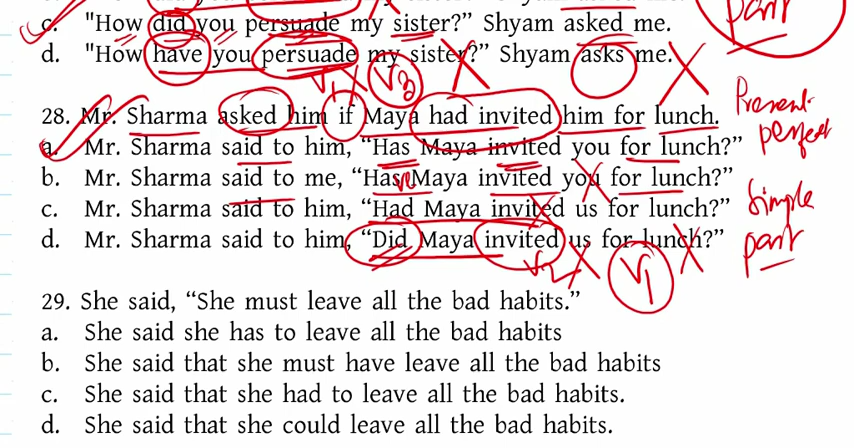 c. "How did you persuade my sister?" Shyam asked me.
part
d. "How have you persuade my sister?" Shyam asks me.
V1 V3
28. Mr. Sharma asked him if Maya had invited him for lunch.
Present perfect
a. Mr. Sharma said to him, “Has Maya invited you for lunch?”
b. Mr. Sharma said to me, “Has Maya invited you for lunch?”
c. Mr. Sharma said to him, “Had Maya invited us for lunch?”
Simple past
d. Mr. Sharma said to him, “Did Maya invited us for lunch?”
V2 V1
29. She said, “She must leave all the bad habits.”
a. She said she has to leave all the bad habits
b. She said that she must have leave all the bad habits
c. She said that she had to leave all the bad habits.
d. She said that she could leave all the bad habits.